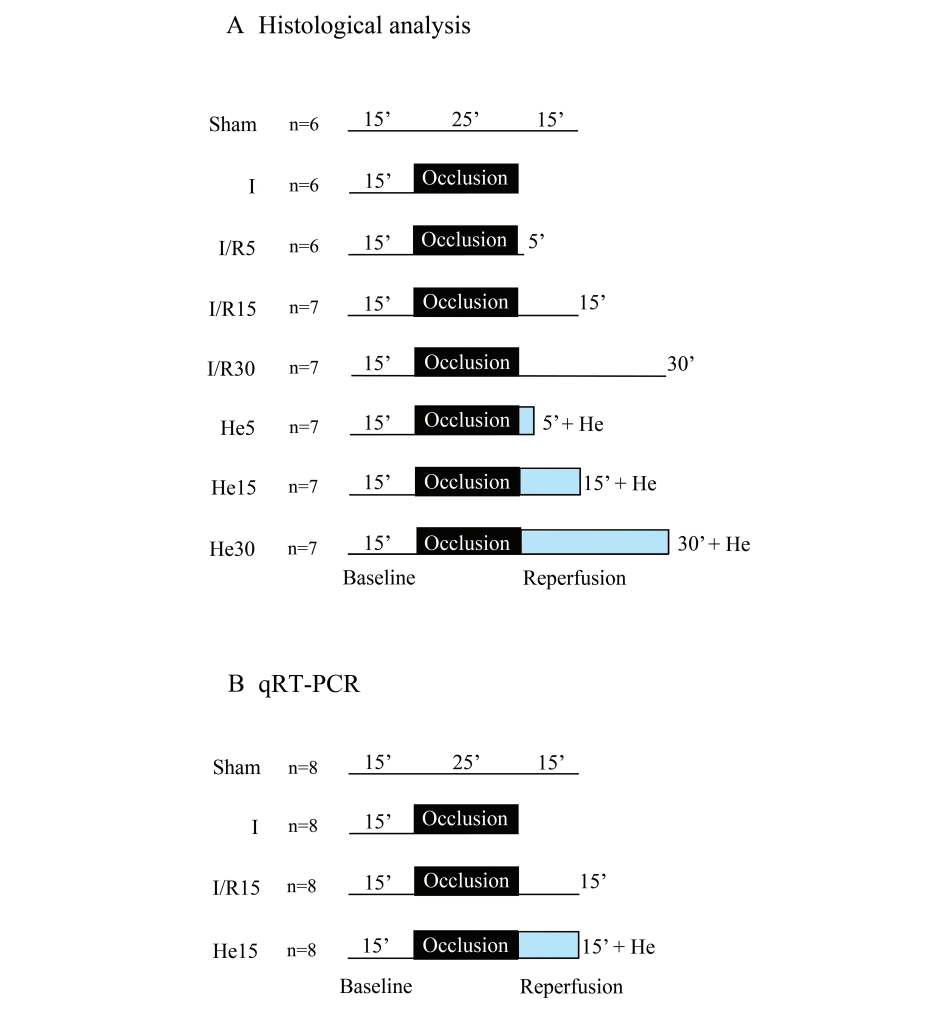 A Histological analysis
Sham n=6 15’ 25’ 15’
I n=6 15’ Occlusion
I/R5 n=6 15’ Occlusion 5’
I/R15 n=7 15’ Occlusion 15’
I/R30 n=7 15’ Occlusion 30’
He5 n=7 15’ Occlusion 5’ + He
He15 n=7 15’ Occlusion 15’ + He
He30 n=7 15’ Occlusion 30’ + He
Baseline Reperfusion
B qRT-PCR
Sham n=8 15’ 25’ 15’
I n=8 15’ Occlusion
I/R15 n=8 15’ Occlusion 15’
He15 n=8 15’ Occlusion 15’ + He
Baseline Reperfusion